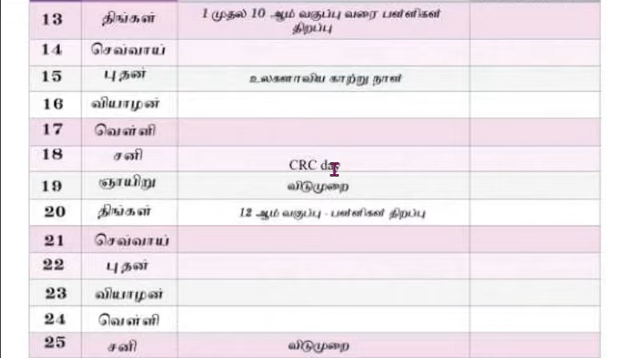 13 திங்கள் 1 முதல் 10 ஆம் வகுப்பு வரை பள்ளிகள்
திறப்பு
14 செவ்வாய்
15 புதன் உலகளாவிய காற்று நாள்
16 வியாழன்
17 வெள்ளி
18 சனி CRC day
19 ஞாயிறு விடுமுறை
20 திங்கள் 12 ஆம் வகுப்பு - பள்ளிகள் திறப்பு
21 செவ்வாய்
22 புதன்
23 வியாழன்
24 வெள்ளி
25 சனி விடுமுறை